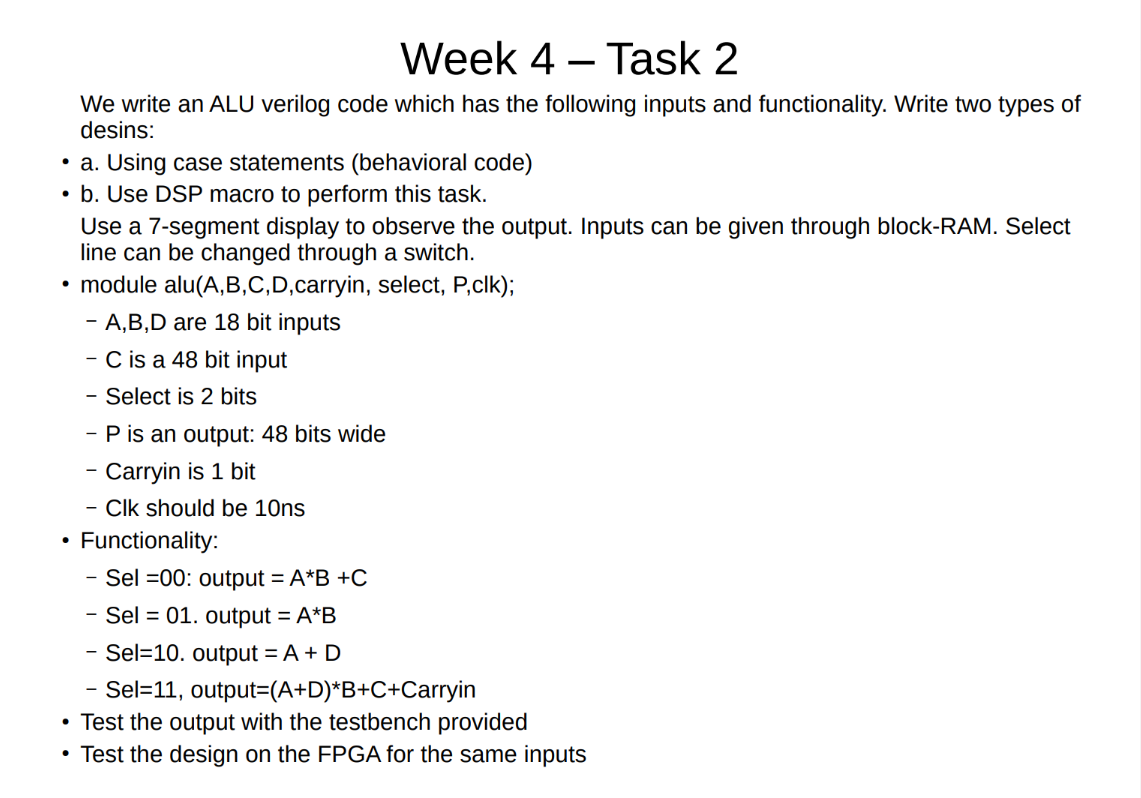 Week 4 – Task 2
We write an ALU verilog code which has the following inputs and functionality. Write two types of
desins:
• a. Using case statements (behavioral code)
• b. Use DSP macro to perform this task.
Use a 7-segment display to observe the output. Inputs can be given through block-RAM. Select
line can be changed through a switch.
• module alu(A,B,C,D,carryin, select, P,clk);
– A,B,D are 18 bit inputs
– C is a 48 bit input
– Select is 2 bits
– P is an output: 48 bits wide
– Carryin is 1 bit
– Clk should be 10ns
• Functionality:
– Sel =00: output = A*B +C
– Sel = 01. output = A*B
– Sel=10. output = A + D
– Sel=11, output=(A+D)*B+C+Carryin
• Test the output with the testbench provided
• Test the design on the FPGA for the same inputs